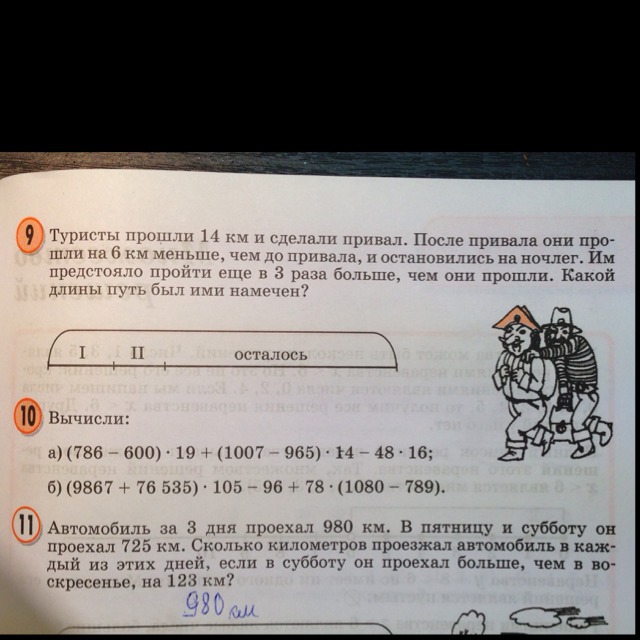 9 Туристы прошли 14 км и сделали привал. После привала они про-
шли на 6 км меньше, чем до привала, и остановились на ночлег. Им
предстояло пройти еще в 3 раза больше, чем они прошли. Какой
длины путь был ими намечен?
I II осталось
10 Вычисли:
а) (786 − 600) · 19 + (1007 − 965) · 14 − 48 · 16;
б) (9867 + 76 535) · 105 − 96 + 78 · (1080 − 789).
11 Автомобиль за 3 дня проехал 980 км. В пятницу и субботу он
проехал 725 км. Сколько километров проезжал автомобиль в каж-
дый из этих дней, если в субботу он проехал больше, чем в во-
скресенье, на 123 км?
980 км